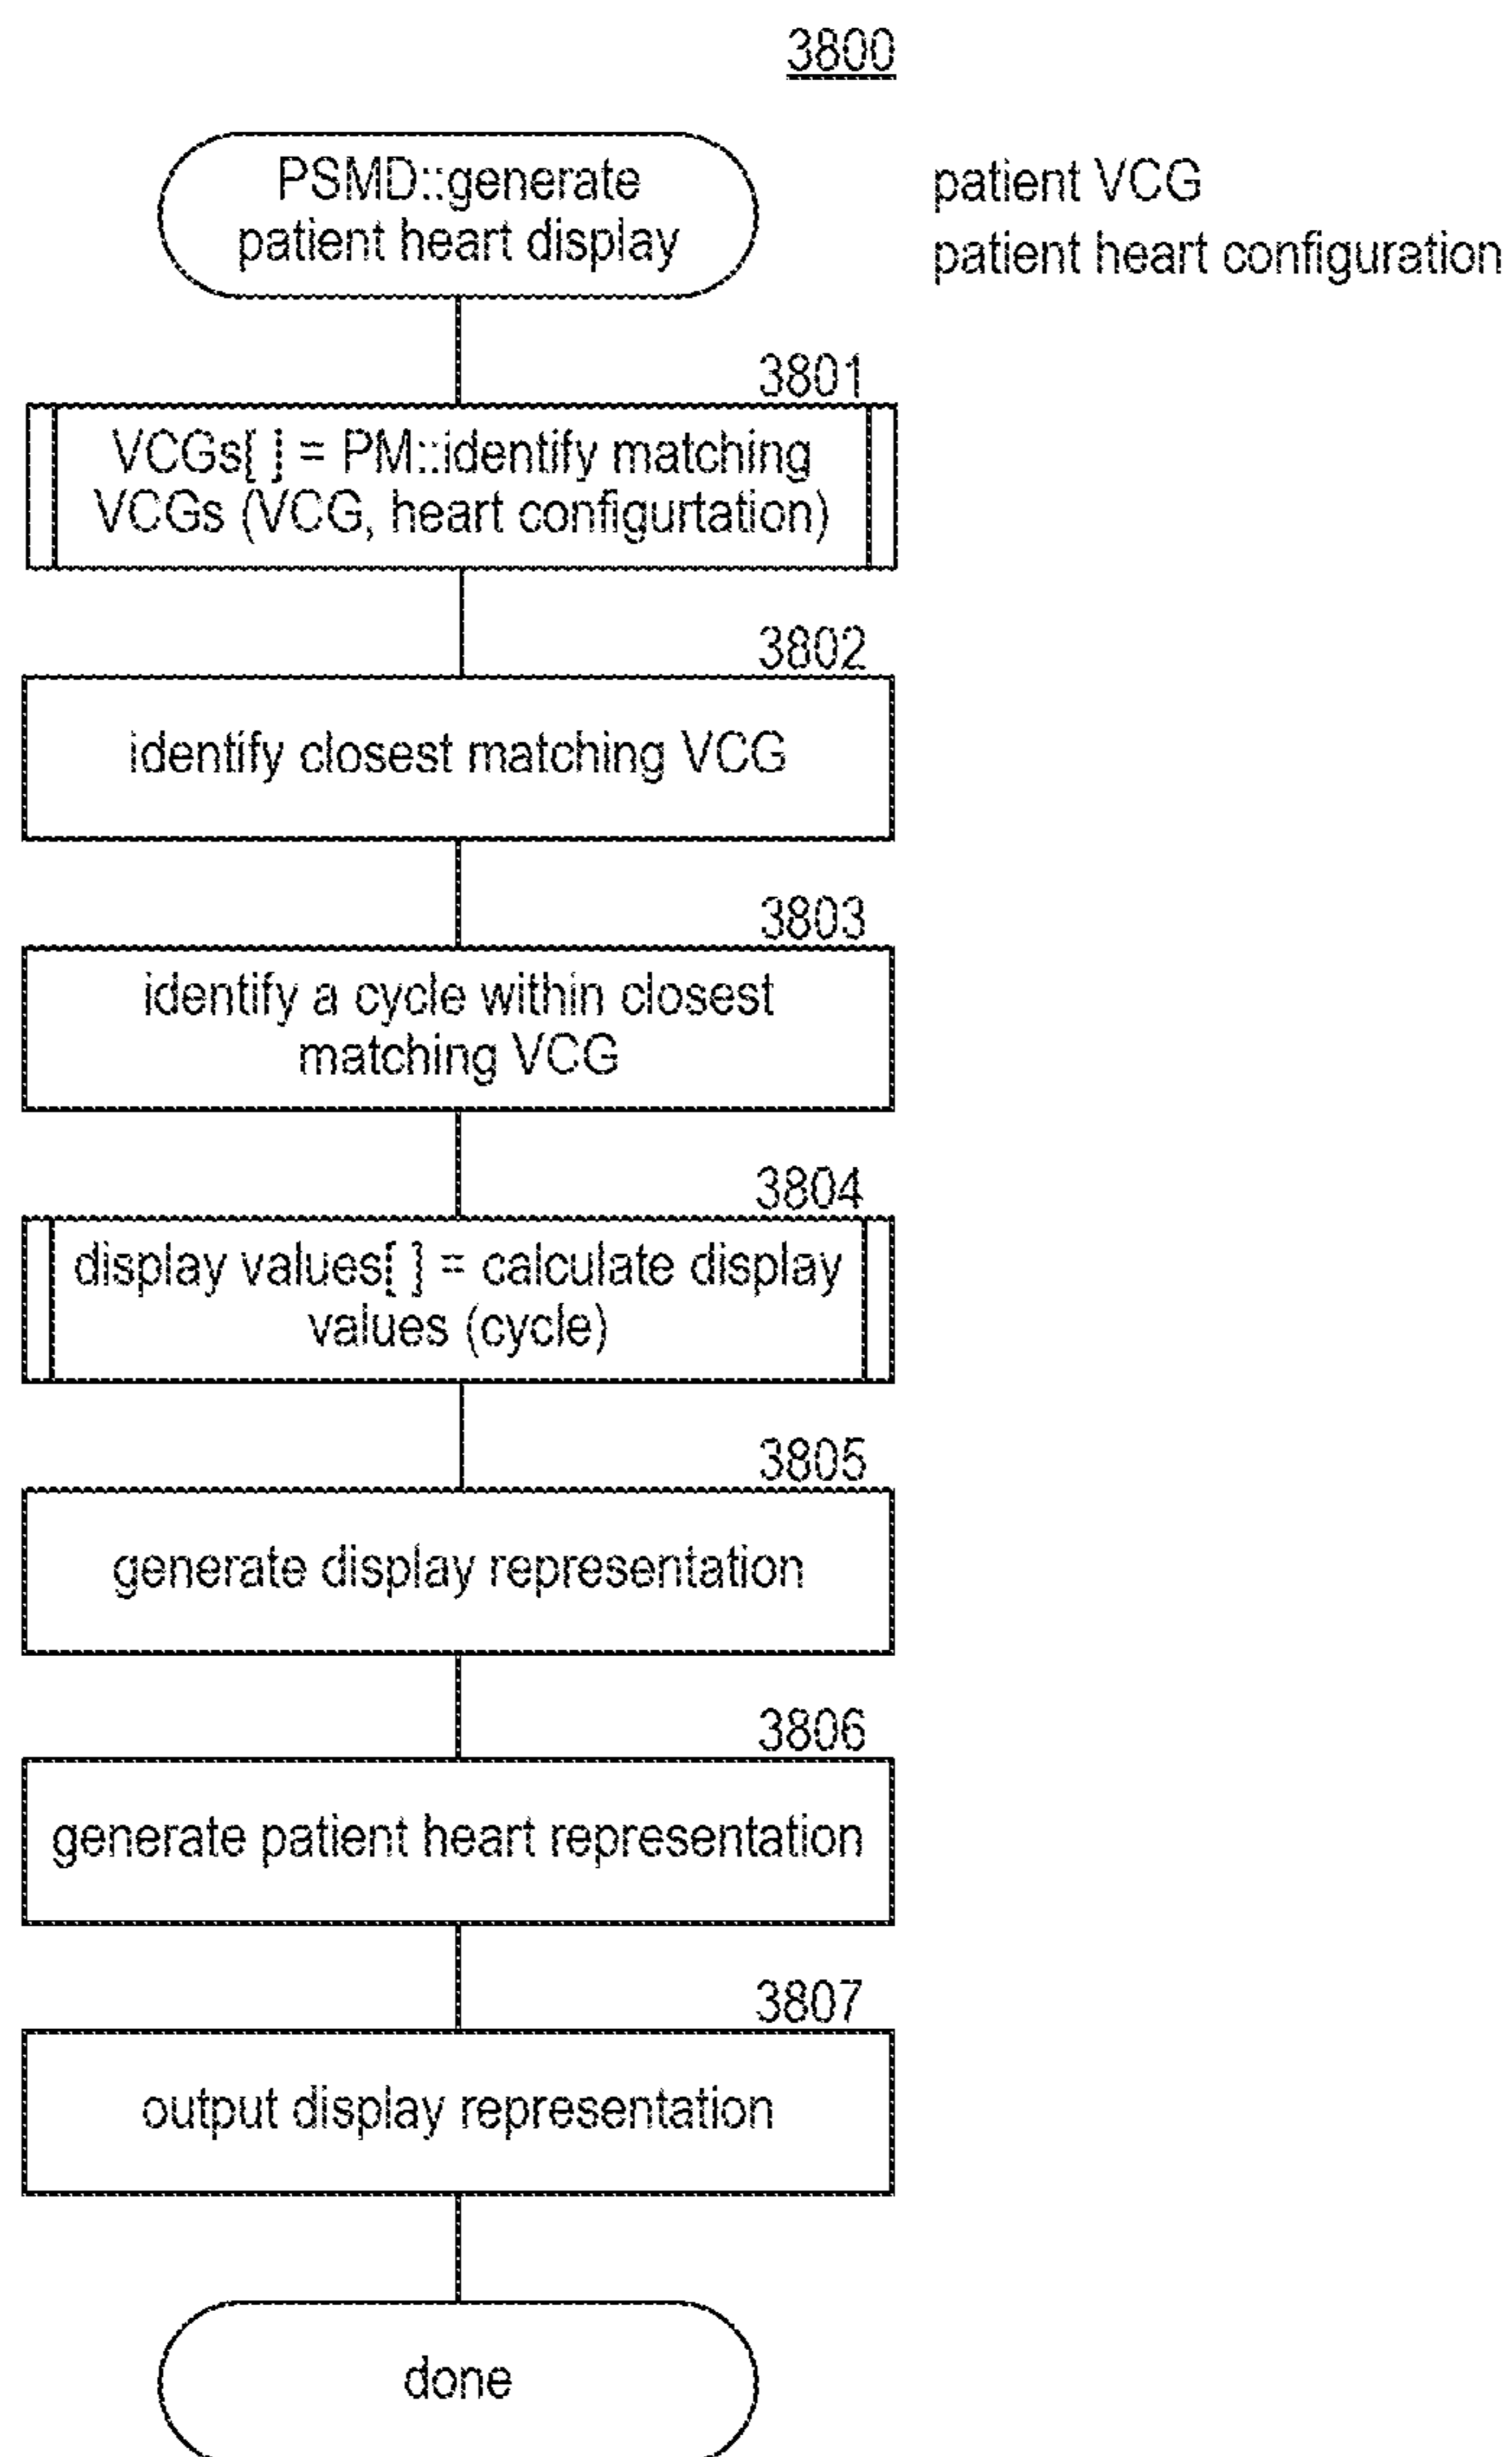 3800
PSMD::generate
patient heart display
patient VCG
patient heart configuration
3801
VCGs[ ] = PM::identify matching
VCGs (VCG, heart configurtation)
3802
identify closest matching VCG
3803
identify a cycle within closest
matching VCG
3804
display values[ ] = calculate display
values (cycle)
3805
generate display representation
3806
generate patient heart representation
3807
output display representation
done